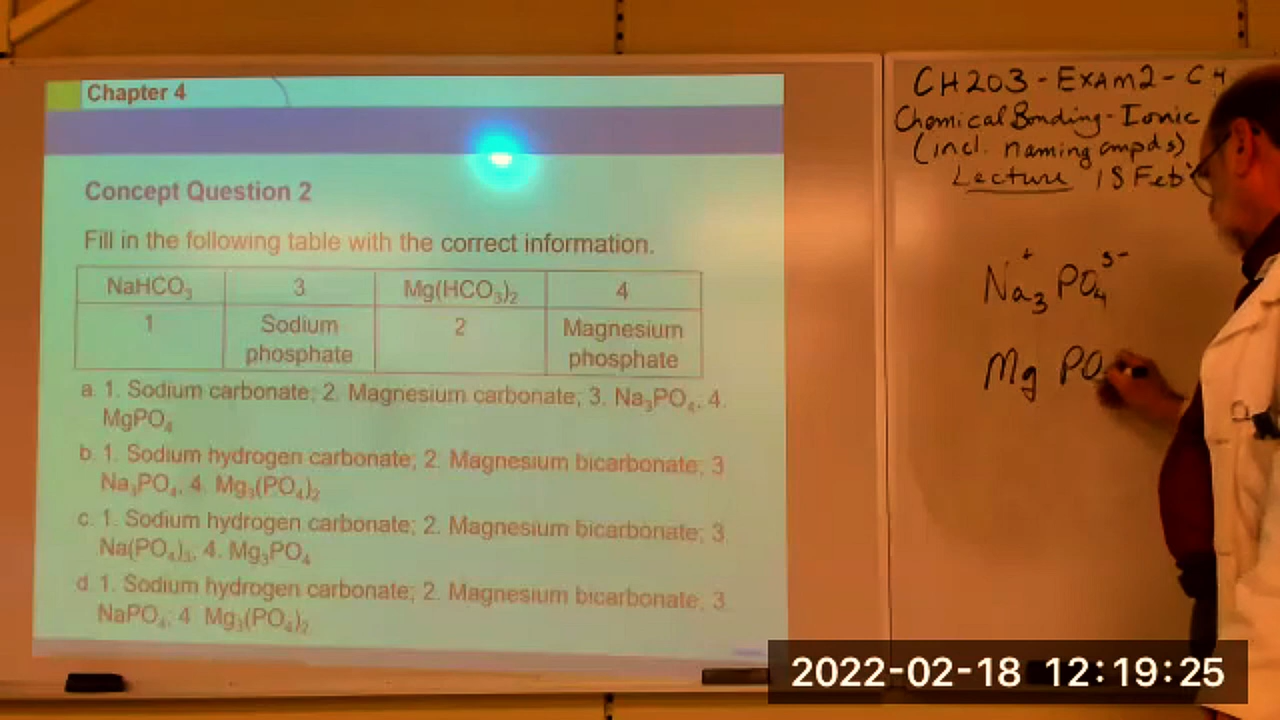 Chapter 4
Concept Question 2
Fill in the following table with the correct information.
NaHCO₃ 3 Mg(HCO₃)₂ 4
1 Sodium phosphate 2 Magnesium phosphate
a. 1. Sodium carbonate; 2. Magnesium carbonate; 3. Na₃PO₄; 4.
MgPO₄
b. 1. Sodium hydrogen carbonate; 2. Magnesium bicarbonate; 3
Na₃PO₄, 4. Mg₃(PO₄)₂
c. 1. Sodium hydrogen carbonate; 2. Magnesium bicarbonate; 3.
Na(PO₄)₃, 4. Mg₃PO₄
d. 1. Sodium hydrogen carbonate; 2. Magnesium bicarbonate; 3.
NaPO₄; 4 Mg₃(PO₄)₂
CH203 - Exam2 - CH
Chemical Bonding - Ionic
(incl. naming cmpds)
Lecture 18 Feb
Na₃⁺ PO₄³⁻
Mg PO
2022-02-18 12:19:25